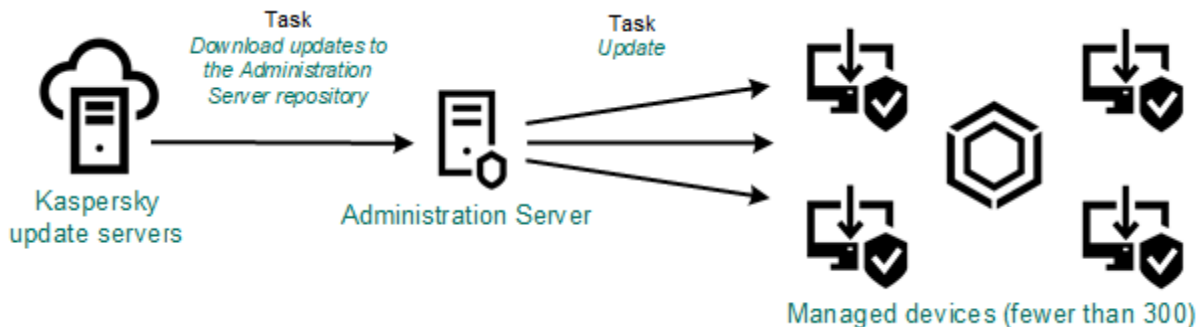 Task
Download updates to
the Administration
Server repository
Task
Update
Kaspersky
update servers
Administration Server
Managed devices (fewer than 300)